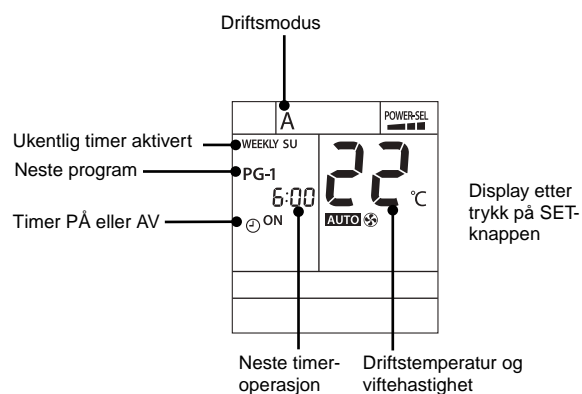 Driftsmodus
A
POWER-SEL
Ukentlig timer aktivert
WEEKLY SU
Neste program
PG-1
22
°C
6:00
Timer PÅ eller AV
ON
AUTO
Display etter
trykk på SET-
knappen
Neste timer-
operasjon
Driftstemperatur og
viftehastighet